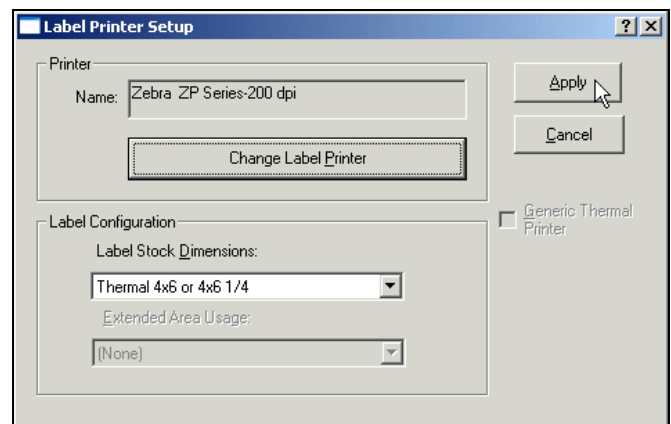 Label Printer Setup
Printer
Name: Zebra ZP Series-200 dpi
Change Label Printer
Apply
Cancel
Generic Thermal
Printer
Label Configuration
Label Stock Dimensions:
Thermal 4x6 or 4x6 1/4
Extended Area Usage:
(None)